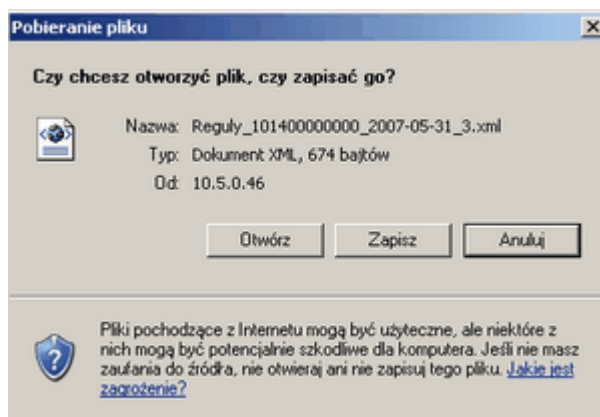 Pobieranie pliku
Czy chcesz otworzyć plik, czy zapisać go?
Nazwa: Reguly_101400000000_2007-05-31_3.xml
Typ: Dokument XML, 674 bajtów
Od: 10.5.0.46
Otwórz Zapisz Anuluj
Pliki pochodzące z Internetu mogą być użyteczne, ale niektóre z
nich mogą być potencjalnie szkodliwe dla komputera. Jeśli nie masz
zaufania do źródła, nie otwieraj ani nie zapisuj tego pliku. Jakie jest
zagrożenie?